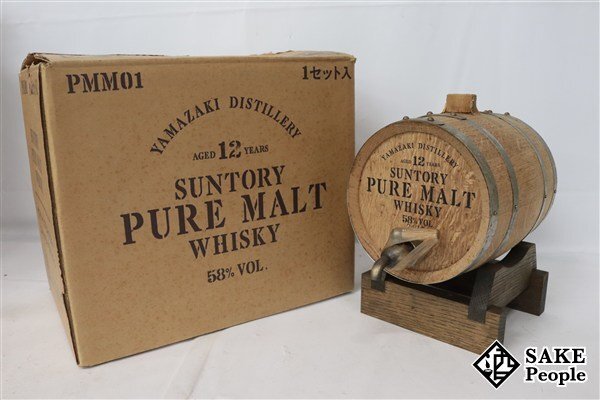 PMM01
1セット入
YAMAZAKI DISTILLERY
AGED 12 YEARS
SUNTORY
PURE MALT
WHISKY
58% VOL.
YAMAZAKI DISTILLERY
AGED 12 YEARS
SUNTORY
PURE MALT
WHISKY
58% VOL.
SAKE
People